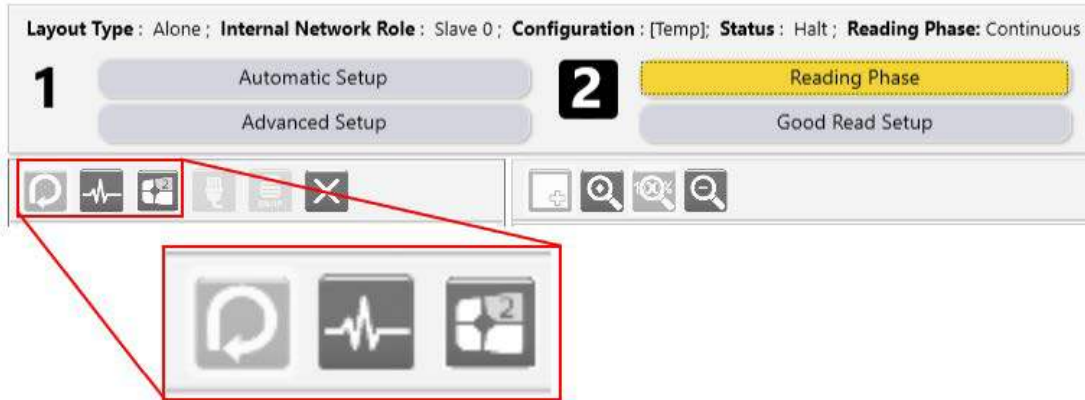 Layout Type : Alone ; Internal Network Role : Slave 0 ; Configuration : [Temp]; Status : Halt ; Reading Phase: Continuous
1
Automatic Setup
Advanced Setup
2
Reading Phase
Good Read Setup
2
2